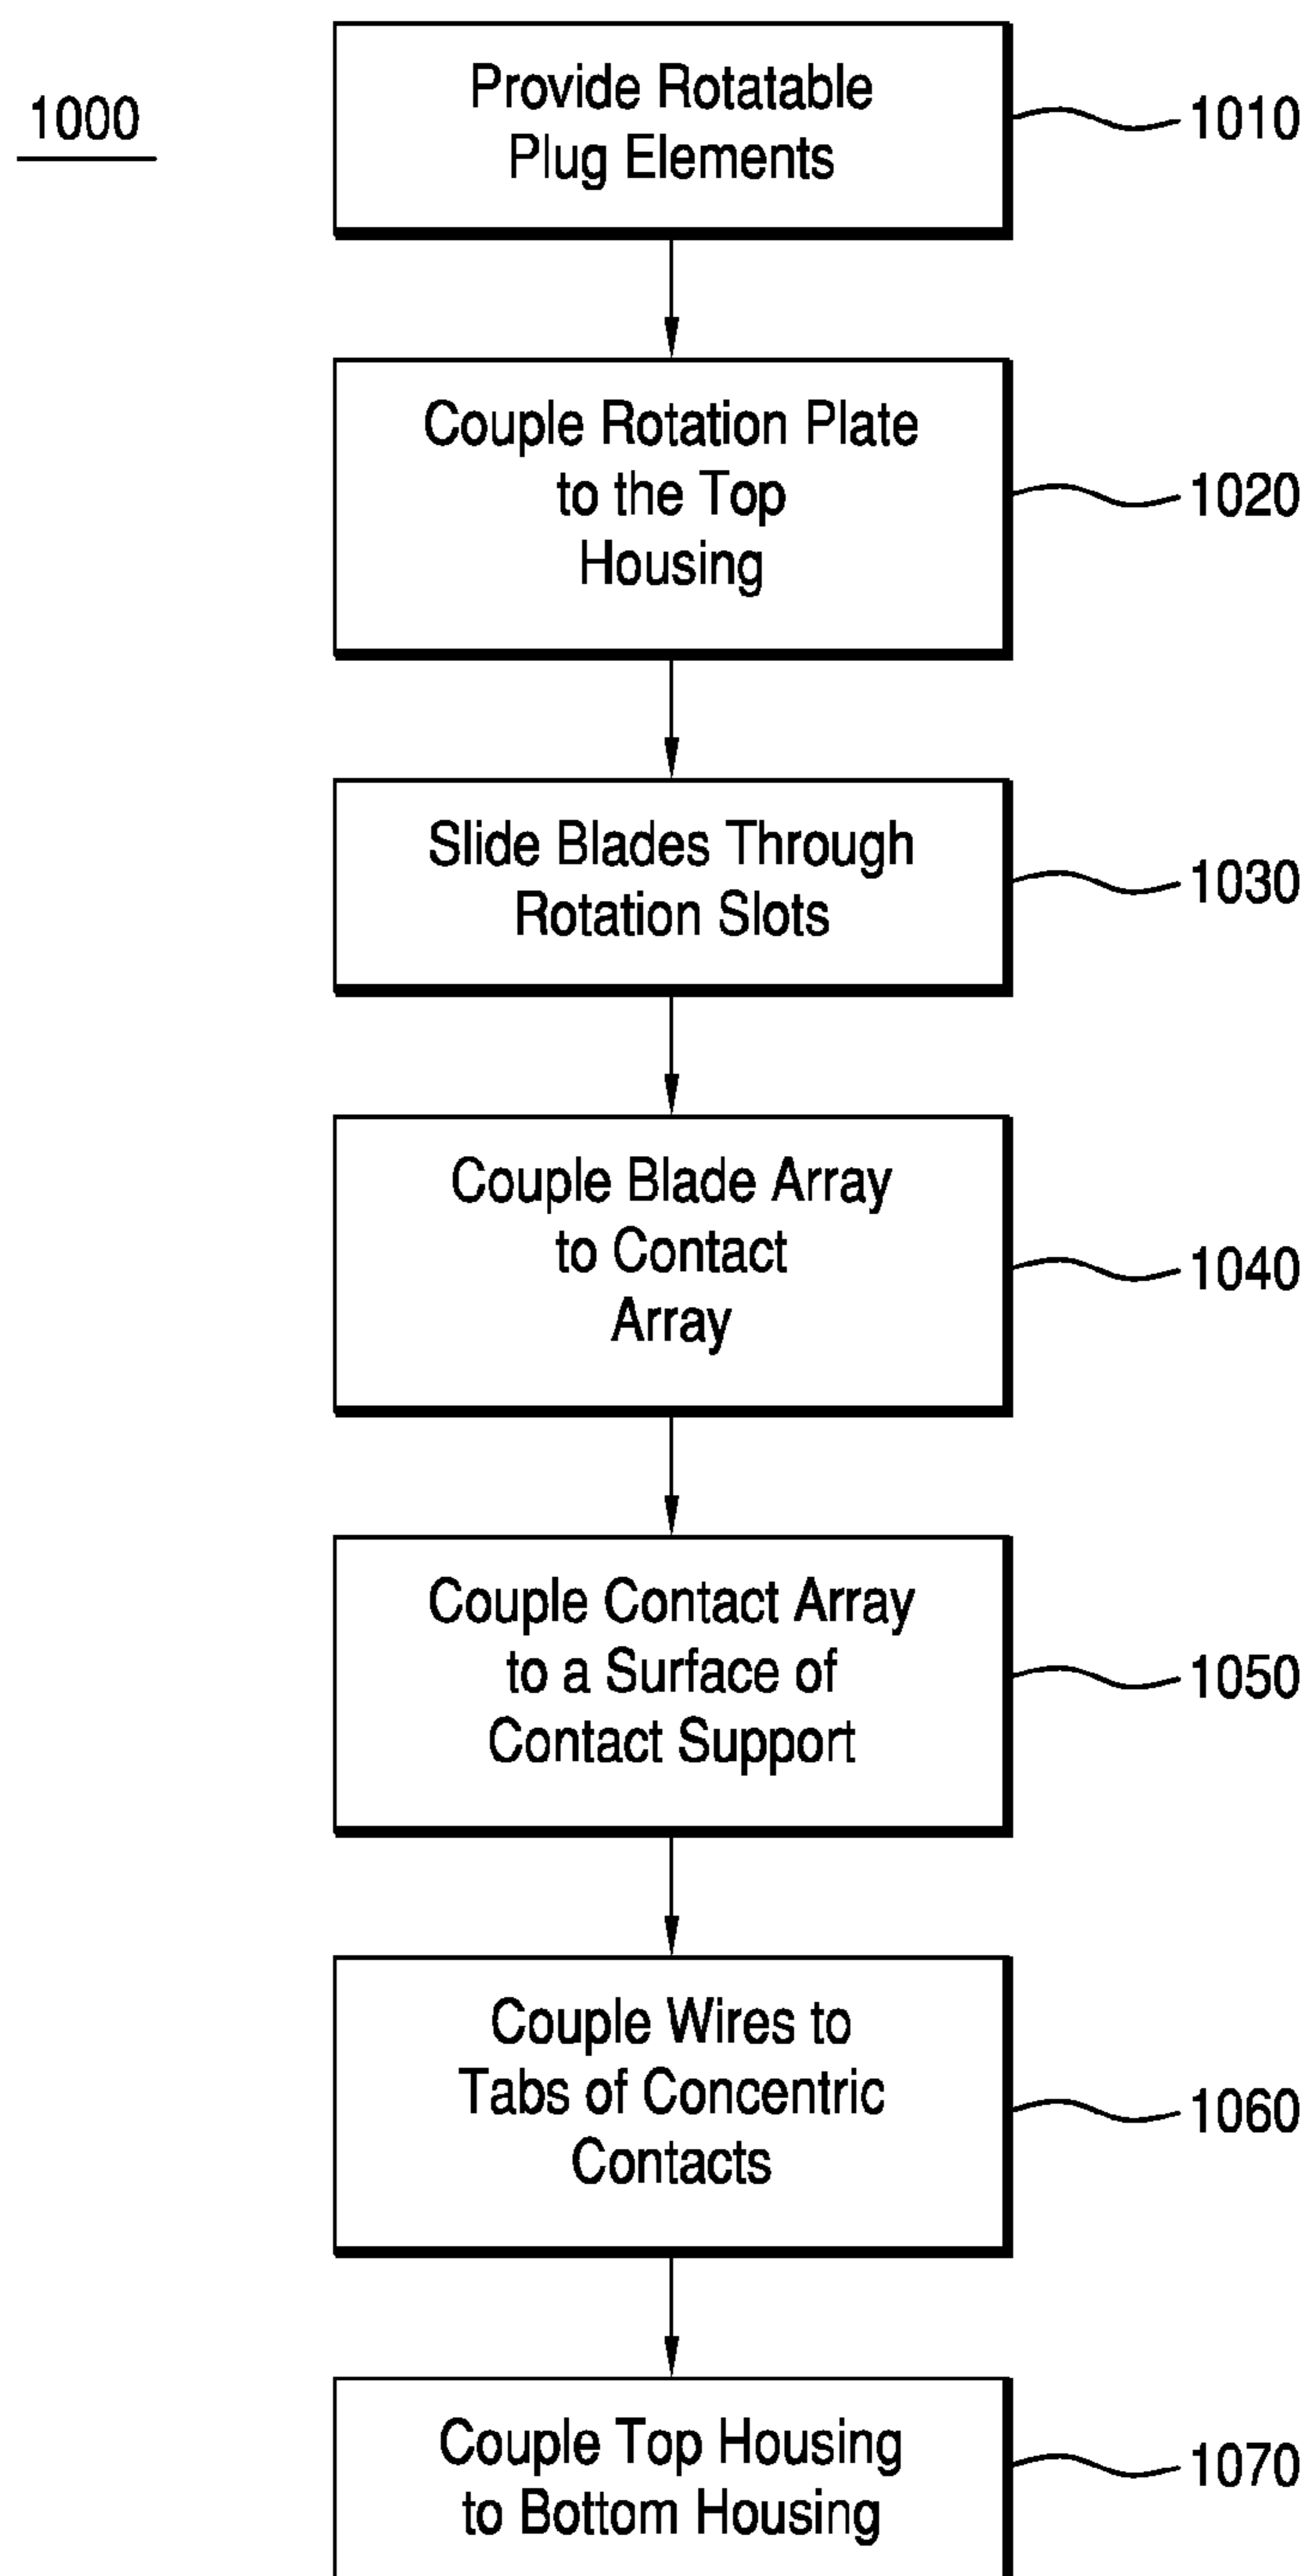 1000
Provide Rotatable
Plug Elements
1010
Couple Rotation Plate
to the Top
Housing
1020
Slide Blades Through
Rotation Slots
1030
Couple Blade Array
to Contact
Array
1040
Couple Contact Array
to a Surface of
Contact Support
1050
Couple Wires to
Tabs of Concentric
Contacts
1060
Couple Top Housing
to Bottom Housing
1070